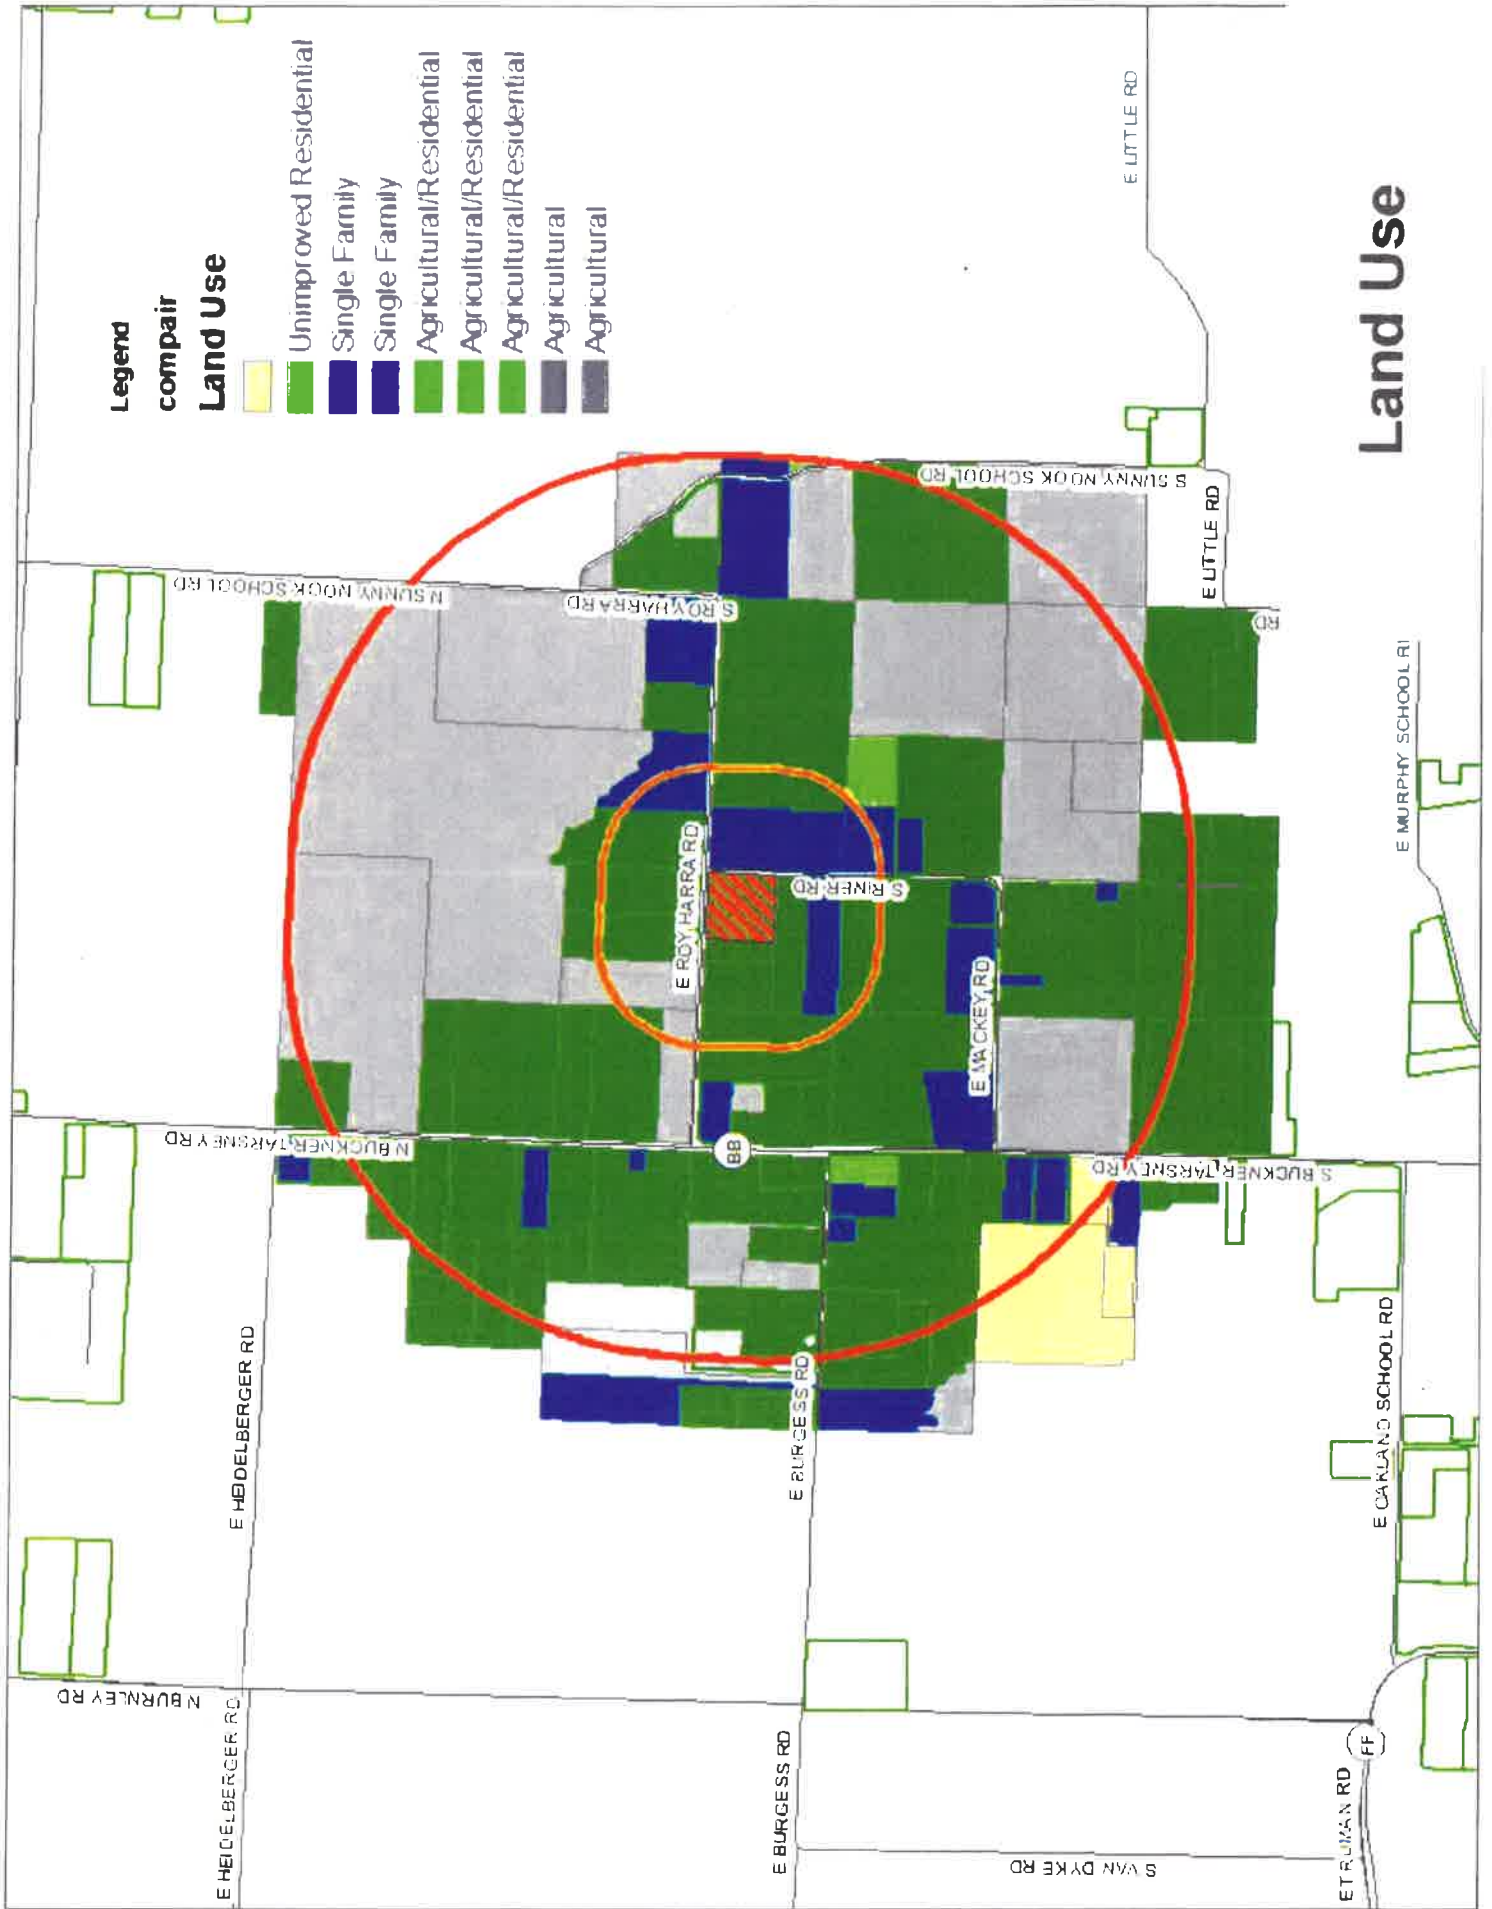 Legend
compair
Land Use
Unimproved Residential
Single Family
Single Family
Agricultural/Residential
Agricultural/Residential
Agricultural/Residential
Agricultural
Agricultural
Land Use
E LITTLE RD
E LITTLE RD
RD
N SUNNY NOOK SCHOOL RD
S SUNNY NOOK SCHOOL RD
S ROY HARRA RD
E ROY HARRA RD
S RINER RD
E MACKEY RD
E MURPHY SCHOOL R
N BUCKNER TARSNEY RD
BB
S BUCKNER TARSNEY RD
E HEIDELBERGER RD
E BURGESS RD
E OAKLAND SCHOOL RD
N BURNLEY RD
E HEIDELBERGER RD
E BURGESS RD
S VAN DYKE RD
E TRUMAN RD
FF